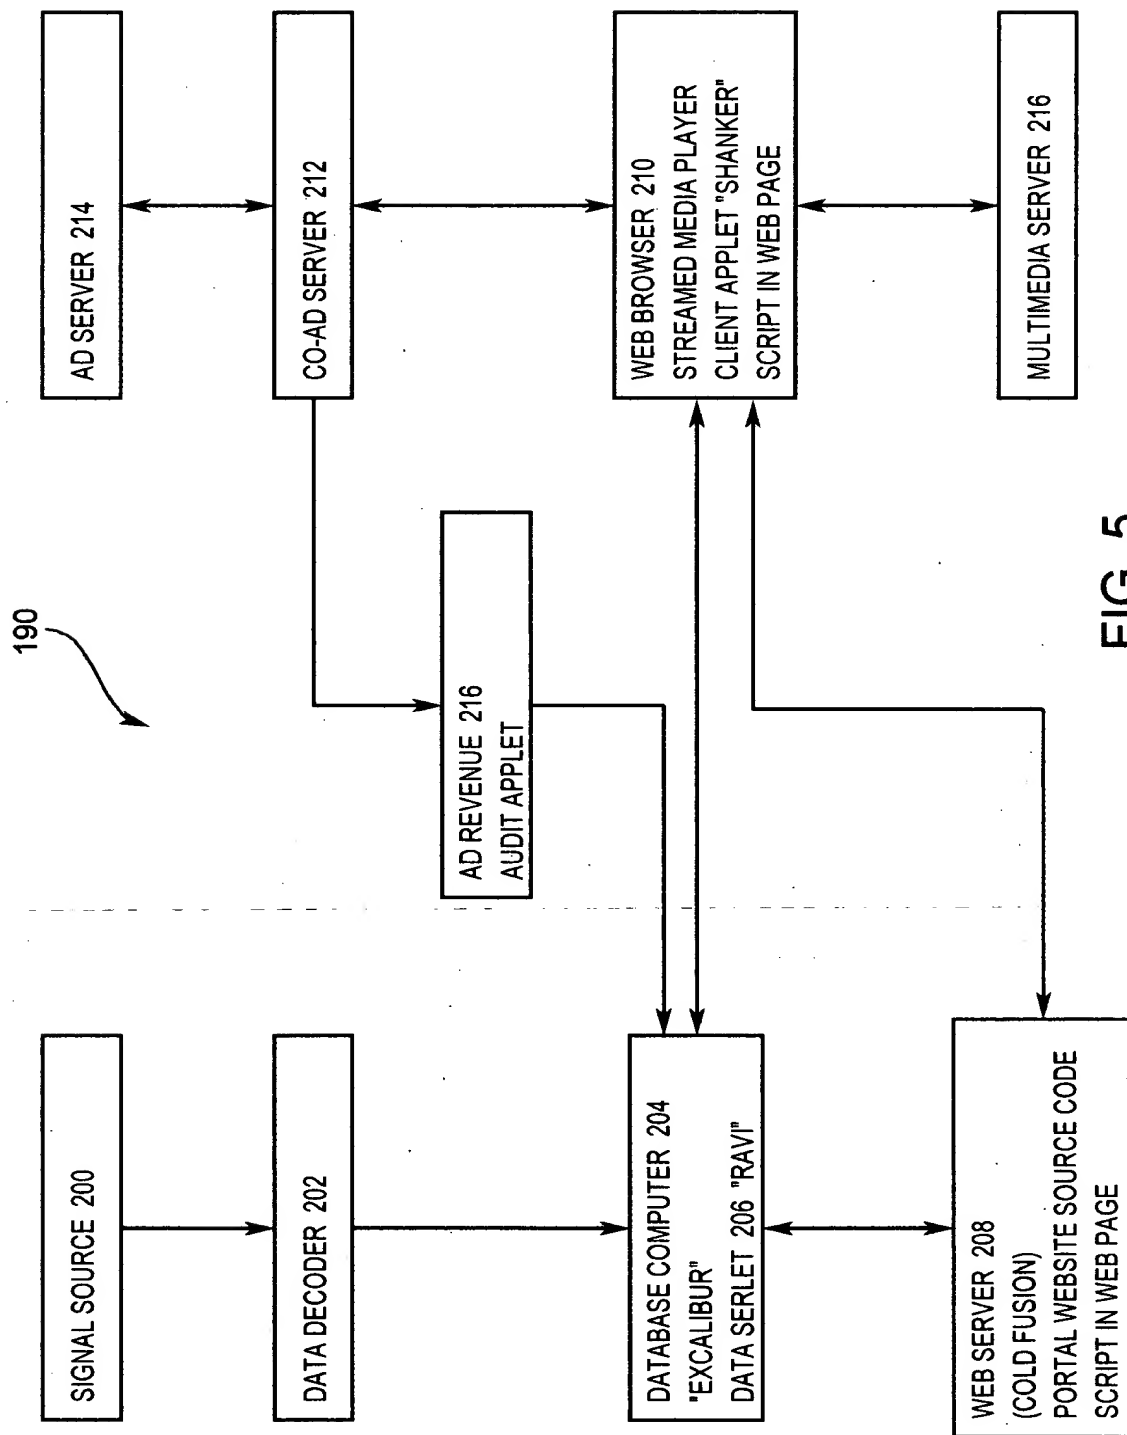 190
SIGNAL SOURCE 200
DATA DECODER 202
DATABASE COMPUTER 204
"EXCALIBUR"
DATA SERLET 206 "RAVI"
WEB SERVER 208
(COLD FUSION)
PORTAL WEBSITE SOURCE CODE
SCRIPT IN WEB PAGE
AD REVENUE 216
AUDIT APPLET
AD SERVER 214
CO-AD SERVER 212
WEB BROWSER 210
STREAMED MEDIA PLAYER
CLIENT APPLET "SHANKER"
SCRIPT IN WEB PAGE
MULTIMEDIA SERVER 216
FIG. 5